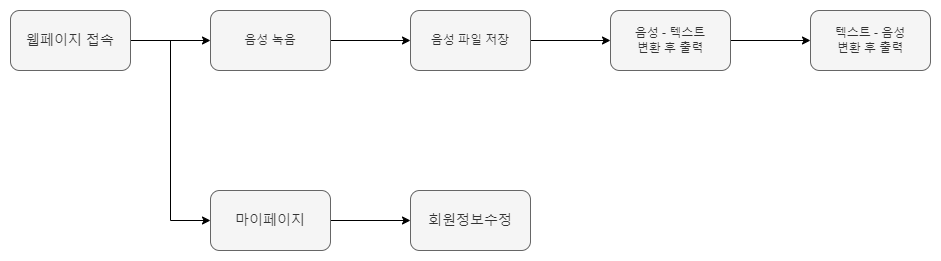 웹페이지 접속
음성 녹음
음성 파일 저장
음성 - 텍스트
변환 후 출력
텍스트 - 음성
변환 후 출력
마이페이지
회원정보수정